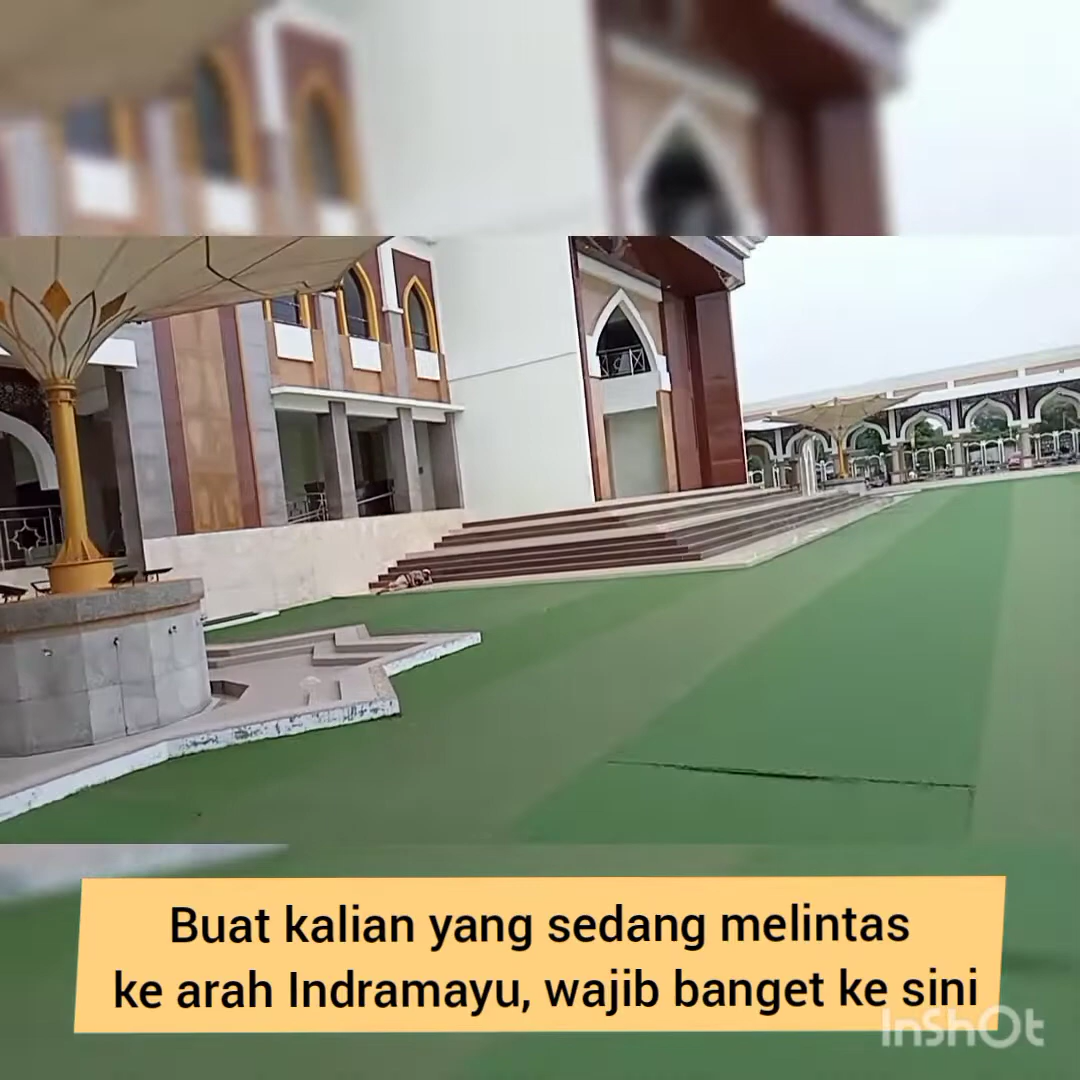 Buat kalian yang sedang melintas
ke arah Indramayu, wajib banget ke sini
InShOt